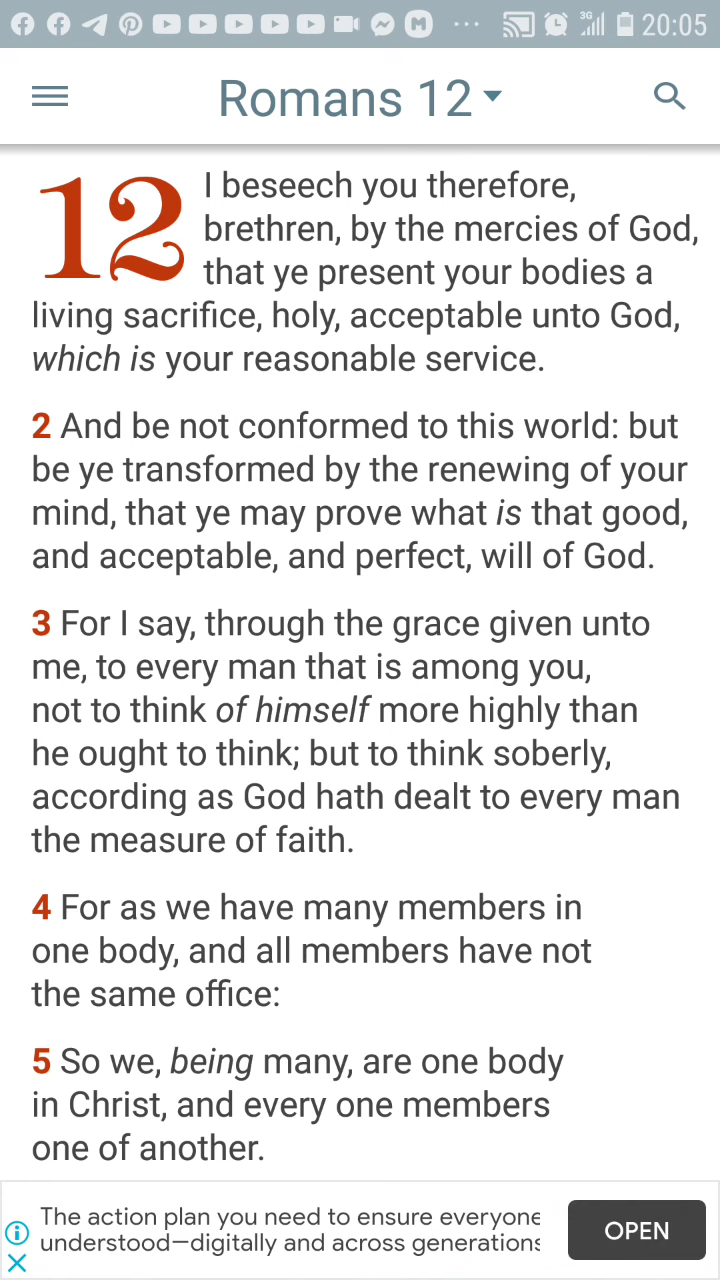 3G 20:05
Romans 12
12 I beseech you therefore,
brethren, by the mercies of God,
that ye present your bodies a
living sacrifice, holy, acceptable unto God,
which is your reasonable service.
2 And be not conformed to this world: but
be ye transformed by the renewing of your
mind, that ye may prove what is that good,
and acceptable, and perfect, will of God.
3 For I say, through the grace given unto
me, to every man that is among you,
not to think of himself more highly than
he ought to think; but to think soberly,
according as God hath dealt to every man
the measure of faith.
4 For as we have many members in
one body, and all members have not
the same office:
5 So we, being many, are one body
in Christ, and every one members
one of another.
The action plan you need to ensure everyone
understood—digitally and across generations
OPEN